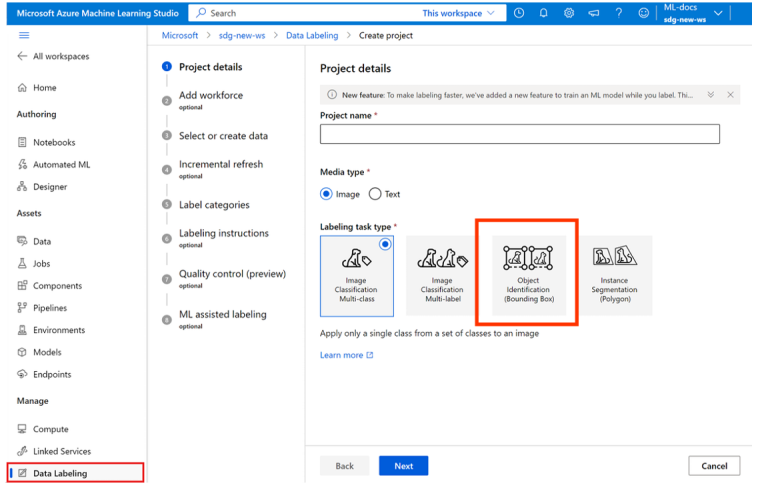 Microsoft Azure Machine Learning Studio
Search
This workspace
?
ML-docs
sdg-new-ws
Microsoft > sdg-new-ws > Data Labeling > Create project
All workspaces
Home
Authoring
Notebooks
Automated ML
Designer
Assets
Data
Jobs
Components
Pipelines
Environments
Models
Endpoints
Manage
Compute
Linked Services
Data Labeling
1 Project details
2 Add workforce
optional
3 Select or create data
4 Incremental refresh
optional
5 Label categories
6 Labeling instructions
optional
7 Quality control (preview)
optional
8 ML assisted labeling
optional
Project details
New feature: To make labeling faster, we've added a new feature to train an ML model while you label. Thi...
Project name *
Media type *
Image
Text
Labeling task type *
Image
Classification
Multi-class
Image
Classification
Multi-label
Object
Identification
(Bounding Box)
Instance
Segmentation
(Polygon)
Apply only a single class from a set of classes to an image
Learn more
Back
Next
Cancel